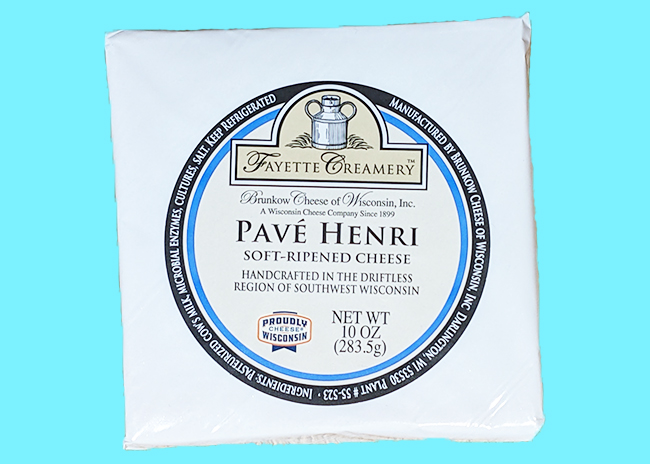 FAYETTE CREAMERY™
Brunkow Cheese of Wisconsin, Inc.
A Wisconsin Cheese Company Since 1899
PAVÉ HENRI
SOFT-RIPENED CHEESE
HANDCRAFTED IN THE DRIFTLESS
REGION OF SOUTHWEST WISCONSIN
PROUDLY
CHEESE
WISCONSIN
NET WT
10 OZ
(283.5g)
MANUFACTURED BY BRUNKOW CHEESE OF WISCONSIN, INC DARLINGTON, WI 53530 PLANT # 55-523 •
INGREDIENTS: PASTEURIZED COW'S MILK, MICROBIAL ENZYMES, CULTURES, SALT. KEEP REFRIGERATED